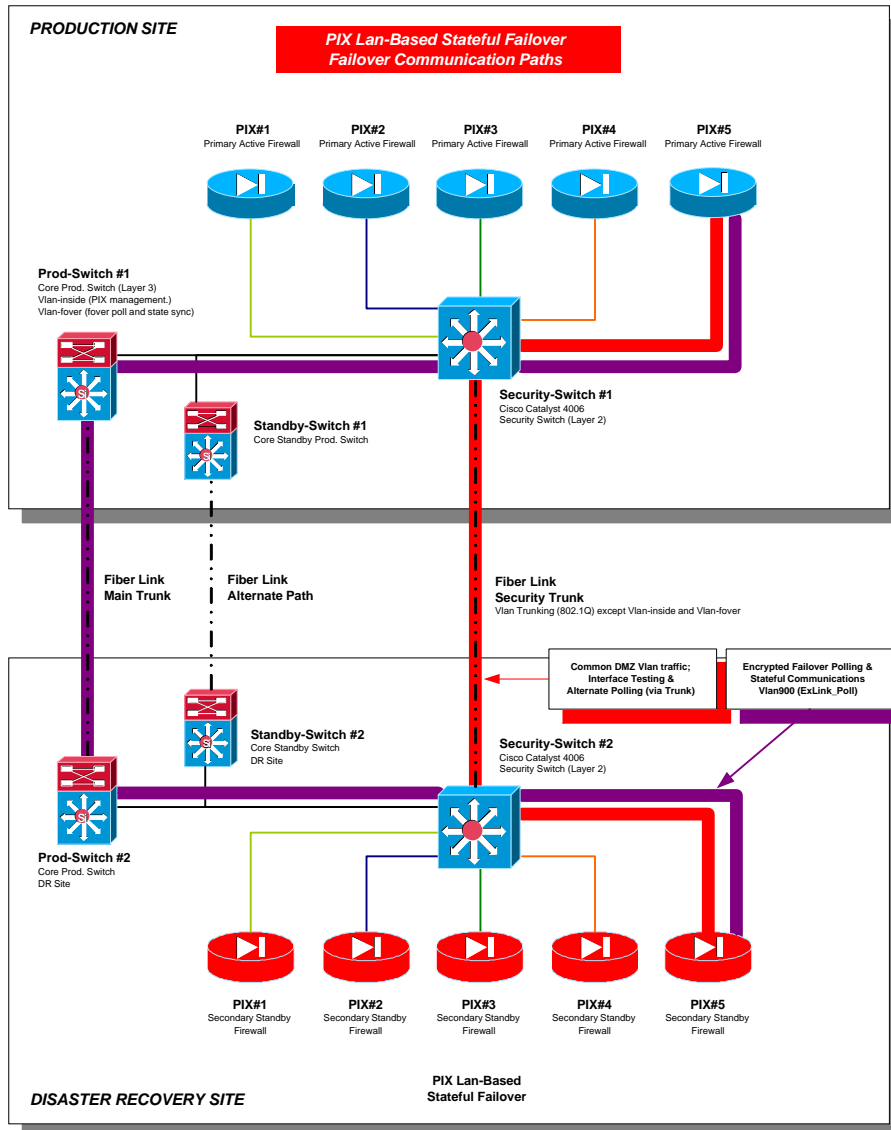 PRODUCTION SITE
PIX Lan-Based Stateful Failover
Failover Communication Paths
PIX#1
Primary Active Firewall
PIX#2
Primary Active Firewall
PIX#3
Primary Active Firewall
PIX#4
Primary Active Firewall
PIX#5
Primary Active Firewall
Prod-Switch #1
Core Prod. Switch (Layer 3)
Vlan-inside (PIX management.)
Vlan-fover (fover poll and state sync)
Si
Security-Switch #1
Cisco Catalyst 4006
Security Switch (Layer 2)
Standby-Switch #1
Core Standby Prod. Switch
Si
Fiber Link
Main Trunk
Fiber Link
Alternate Path
Fiber Link
Security Trunk
Vlan Trunking (802.1Q) except Vlan-inside and Vlan-fover
Common DMZ Vlan traffic;
Interface Testing &
Alternate Polling (via Trunk)
Encrypted Failover Polling &
Stateful Communications
Vlan900 (ExLink_Poll)
Standby-Switch #2
Core Standby Switch
DR Site
Si
Security-Switch #2
Cisco Catalyst 4006
Security Switch (Layer 2)
Si
Prod-Switch #2
Core Prod. Switch
DR Site
PIX#1
Secondary Standby
Firewall
PIX#2
Secondary Standby
Firewall
PIX#3
Secondary Standby
Firewall
PIX#4
Secondary Standby
Firewall
PIX#5
Secondary Standby
Firewall
PIX Lan-Based
Stateful Failover
DISASTER RECOVERY SITE